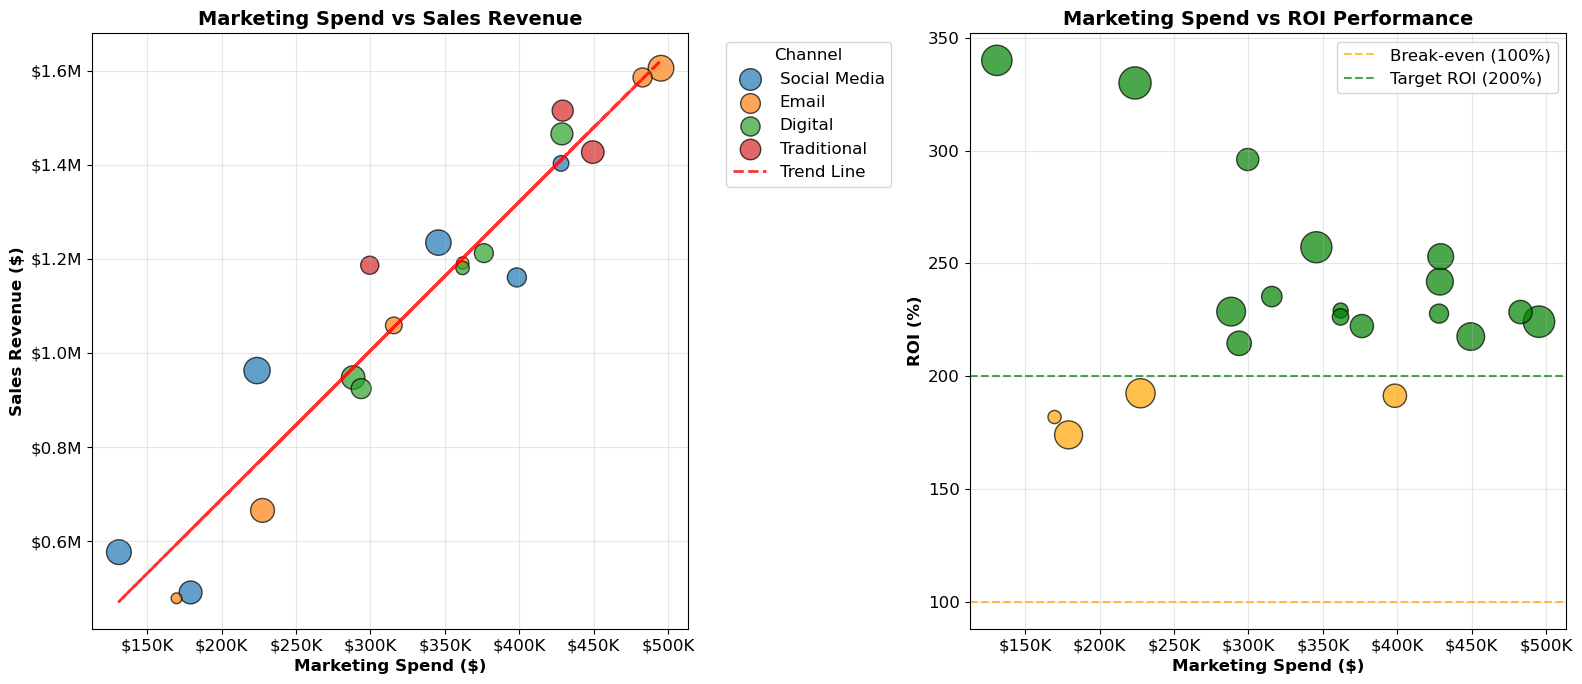 Marketing Spend vs Sales Revenue
Sales Revenue ($)
$1.6M
$1.4M
$1.2M
$1.0M
$0.8M
$0.6M
$150K $200K $250K $300K $350K $400K $450K $500K
Marketing Spend ($)
Channel
Social Media
Email
Digital
Traditional
Trend Line
Marketing Spend vs ROI Performance
Break-even (100%)
Target ROI (200%)
ROI (%)
350
300
250
200
150
100
$150K $200K $250K $300K $350K $400K $450K $500K
Marketing Spend ($)